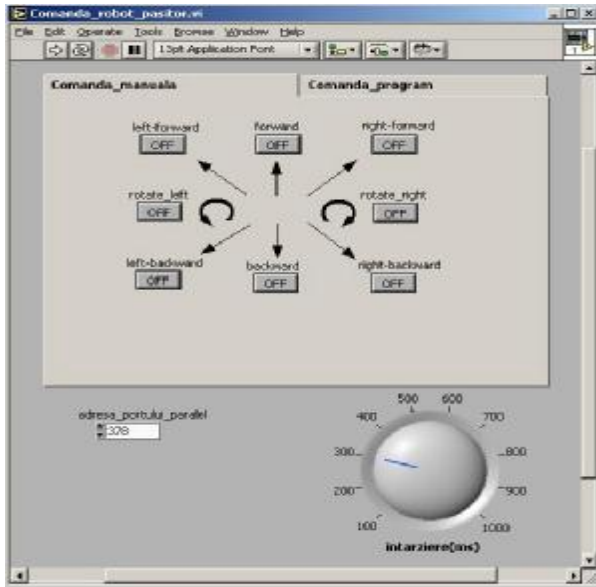 Comanda_robot_pasitor.vi
File Edit Operate Tools Browse Window Help
13pt Application Font
1
Comanda_manuala Comanda_program
left-forward forward right-forward
OFF OFF OFF
rotate_left rotate_right
OFF OFF
left-backward backward right-backward
OFF OFF OFF
adresa_portului_paralel
378
500 600
400 700
300 800
200 900
100 1000
intarziere(ms)